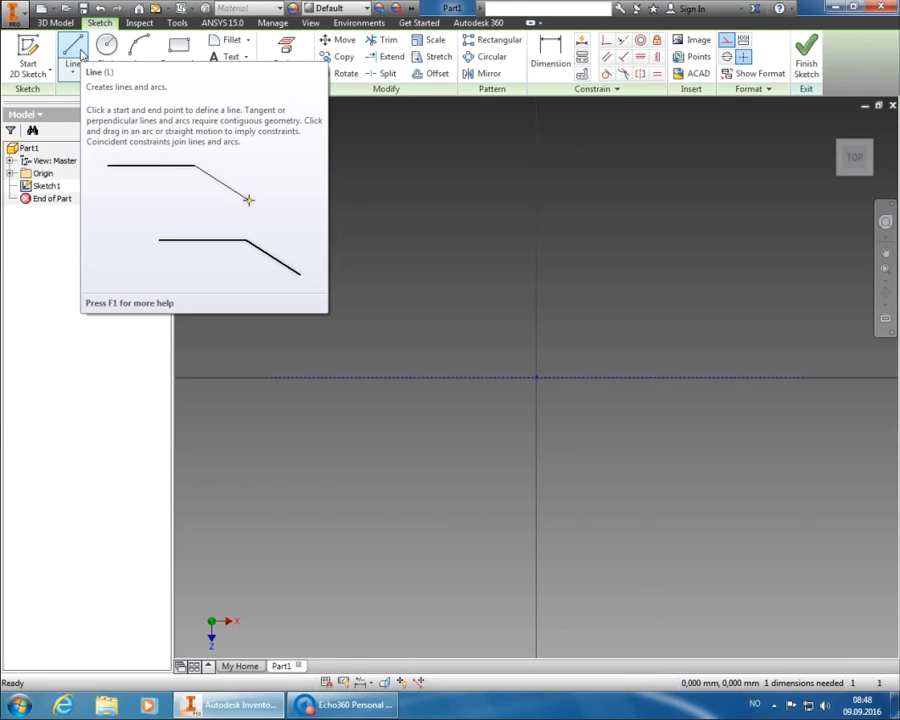 Material
Default
Part1
Sign In
PRO
3D Model
Sketch
Inspect
Tools
ANSYS 15.0
Manage
View
Environments
Get Started
Autodesk 360
Start
2D Sketch
Line
Fillet
Text
Move
Copy
Rotate
Trim
Extend
Split
Scale
Stretch
Offset
Rectangular
Circular
Mirror
Dimension
Image
Points
ACAD
Show Format
Finish
Sketch
Sketch
Modify
Pattern
Constrain
Insert
Format
Exit
Line (L)
Creates lines and arcs.
Click a start and end point to define a line. Tangent or
perpendicular lines and arcs require contiguous geometry. Click
and drag in an arc or straight motion to imply constraints.
Coincident constraints join lines and arcs.
Press F1 for more help
Model
Part1
View: Master
Origin
Sketch1
End of Part
TOP
X
Z
My Home
Part1
Ready
0,000 mm, 0,000 mm
1 dimensions needed
1
1
Autodesk Invento...
Echo360 Personal ...
NO
08:48
09.09.2016